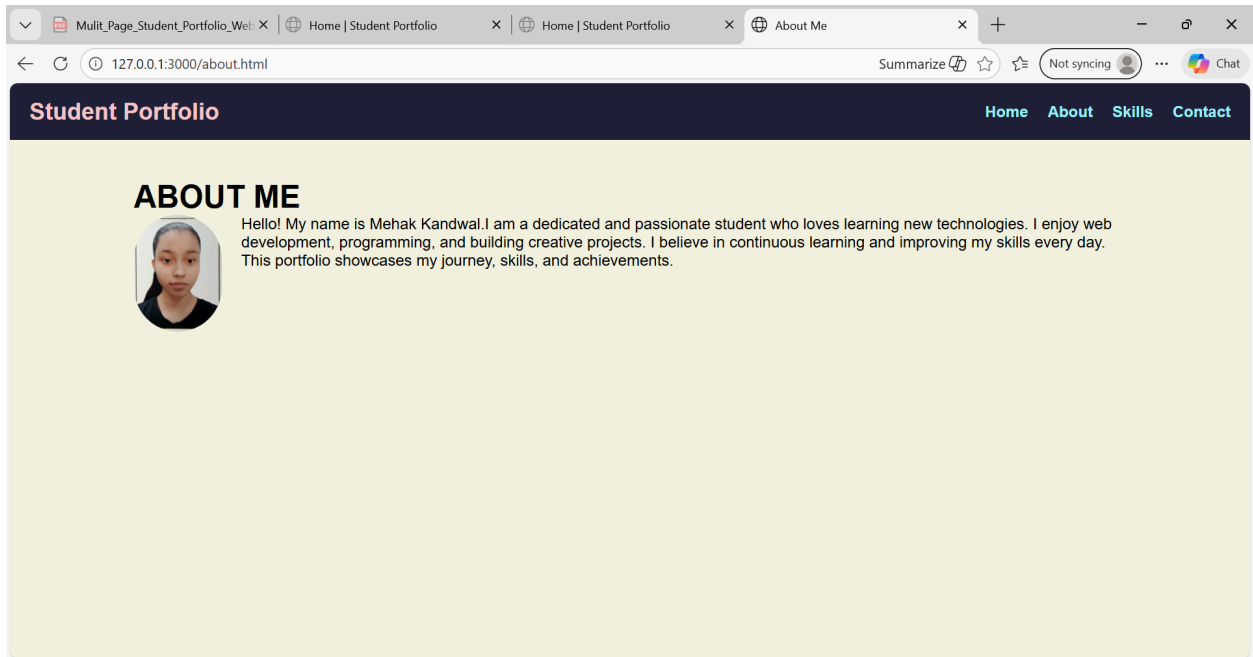 Mulit_Page_Student_Portfolio_Web
Home | Student Portfolio
Home | Student Portfolio
About Me
127.0.0.1:3000/about.html
Summarize
Not syncing
Chat
Student Portfolio
Home About Skills Contact
ABOUT ME
Hello! My name is Mehak Kandwal.I am a dedicated and passionate student who loves learning new technologies. I enjoy web
development, programming, and building creative projects. I believe in continuous learning and improving my skills every day.
This portfolio showcases my journey, skills, and achievements.